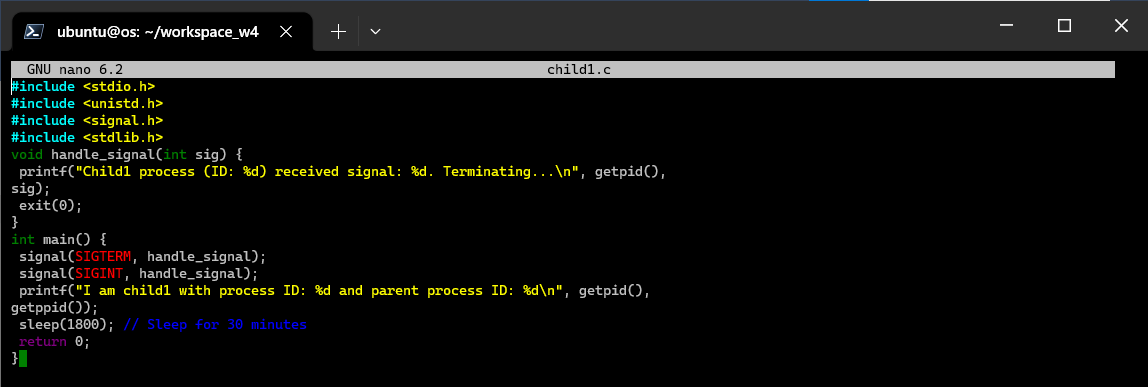 ubuntu@os: ~/workspace_w4
GNU nano 6.2 child1.c
#include <stdio.h>
#include <unistd.h>
#include <signal.h>
#include <stdlib.h>
void handle_signal(int sig) {
 printf("Child1 process (ID: %d) received signal: %d. Terminating...\n", getpid(),
sig);
 exit(0);
}
int main() {
 signal(SIGTERM, handle_signal);
 signal(SIGINT, handle_signal);
 printf("I am child1 with process ID: %d and parent process ID: %d\n", getpid(),
getppid());
 sleep(1800); // Sleep for 30 minutes
 return 0;
}